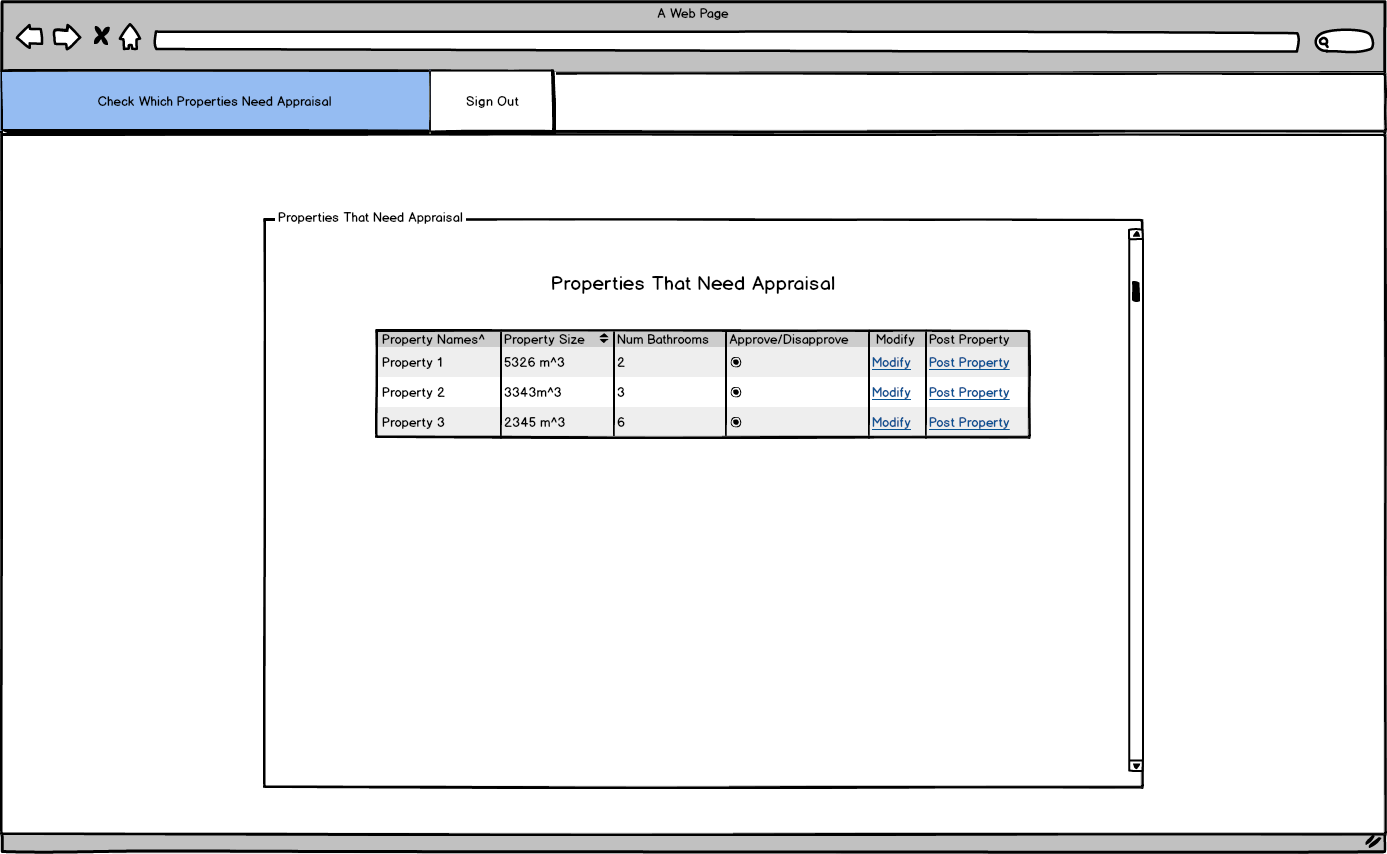 A Web Page
Check Which Properties Need Appraisal Sign Out
Properties That Need Appraisal
Properties That Need Appraisal
Property Names^ Property Size Num Bathrooms Approve/Disapprove Modify Post Property
Property 1 5326 m^3 2 Modify Post Property
Property 2 3343m^3 3 Modify Post Property
Property 3 2345 m^3 6 Modify Post Property